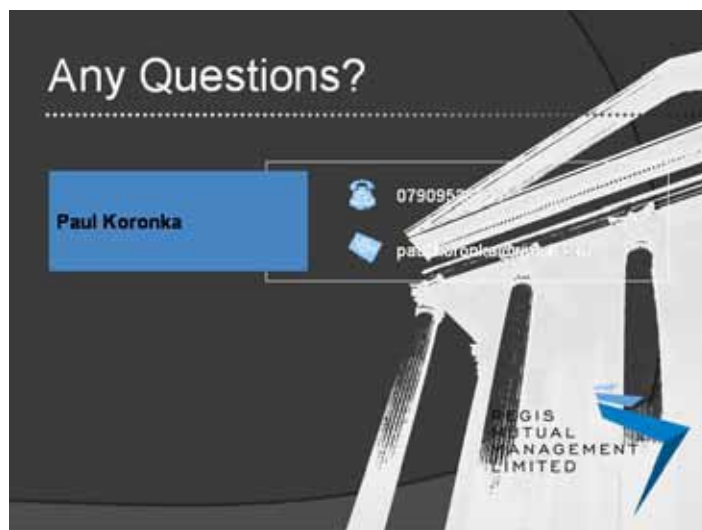 Any Questions?
Paul Koronka
REGIS
MUTUAL
MANAGEMENT
LIMITED